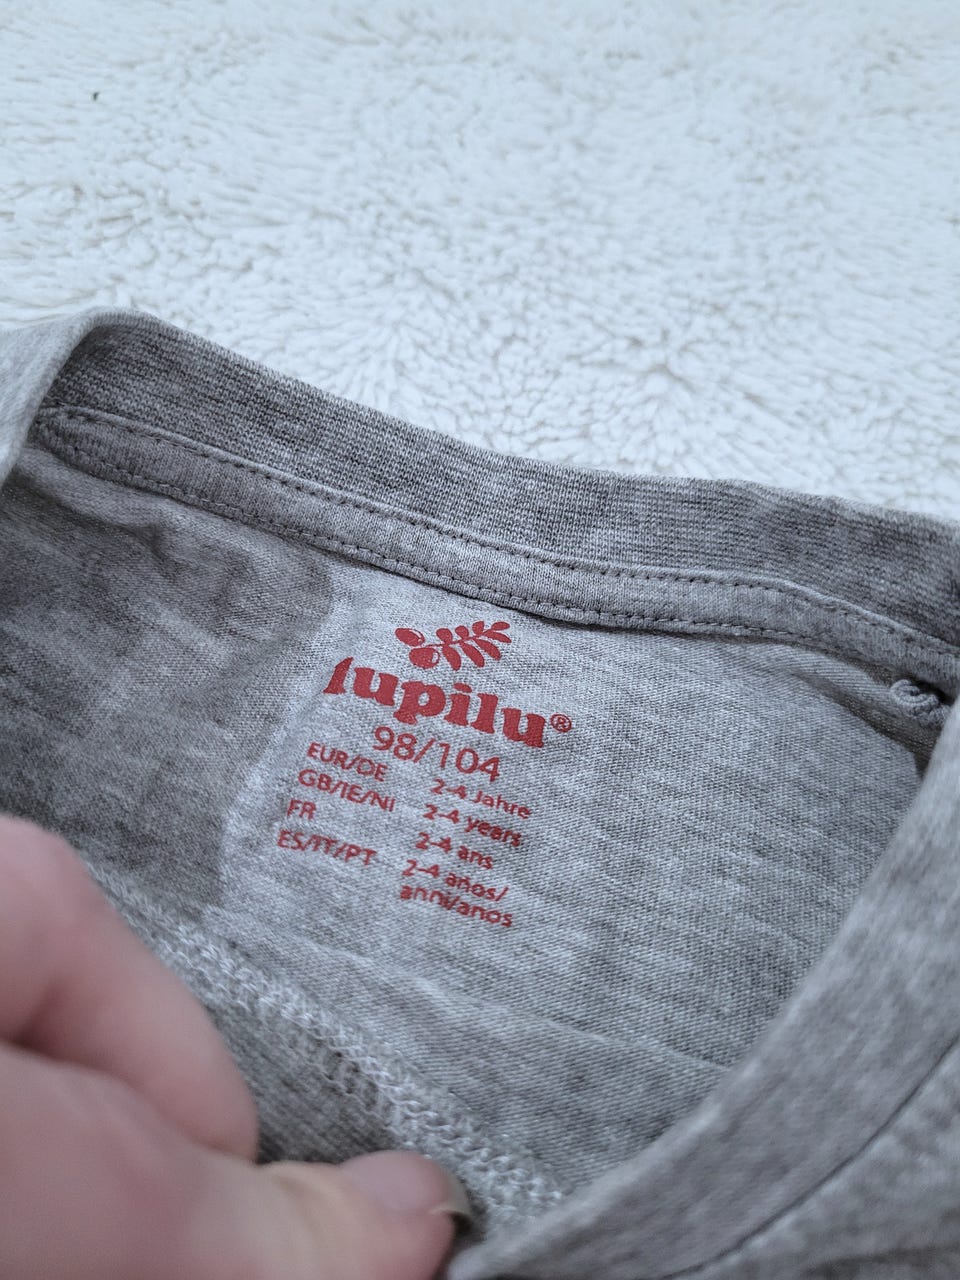 lupilu®
98/104
EUR/DE 2-4 Jahre
GB/IE/NI 2-4 years
FR 2-4 ans
ES/IT/PT 2-4 años/
anni/anos